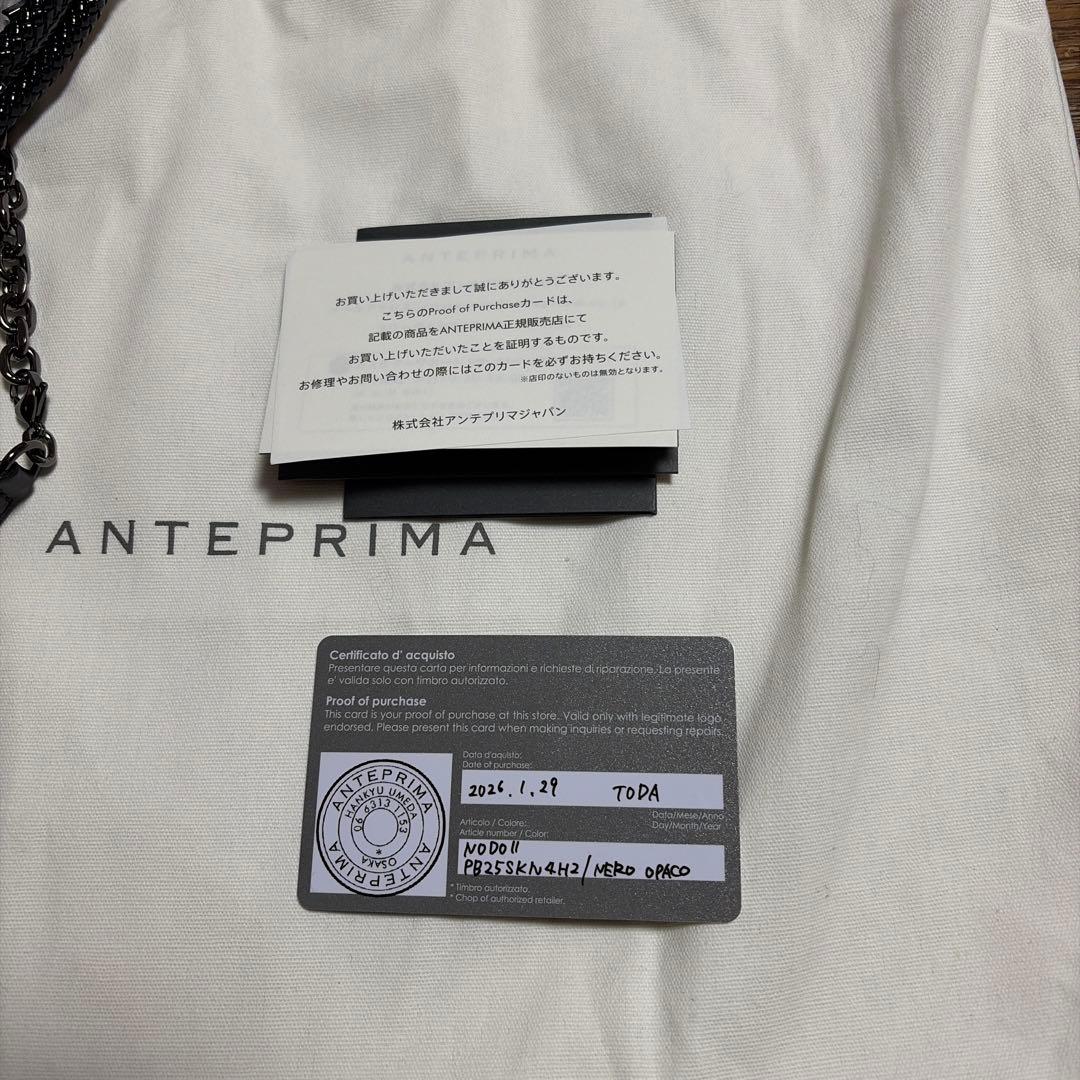 ANTEPRIMA
お買い上げいただきまして誠にありがとうございます。
こちらのProof of Purchaseカードは、
記載の商品をANTEPRIMA正規販売店にて
お買い上げいただいたことを証明するものです。
お修理やお問い合わせの際にはこのカードを必ずお持ちください。
※店印のないものは無効となります。
株式会社アンテプリマジャパン
ANTEPRIMA
Certificato d' acquisto
Presentare questa carta per informazioni e richieste di riparazione. La presente
e' valida solo con timbro autorizzato.
Proof of purchase
This card is your proof of purchase at this store. Valid only with legitimate logo
endorsed. Please present this card when making inquiries or requesting repairs.
Data d'aquisto:
Date of purchase:
2026.1.29 TODA
Data/Mese/Anno
Day/Month/Year
Articolo / Colore:
Article number / Color:
NODO11
PB25SKN4H2/NERO OPACO
* Timbro autorizzato.
* Chop of authorized retailer.
ANTEPRIMA
HANKYU UMEDA
06 6313 1153
* OSAKA
ANTEPRIMA